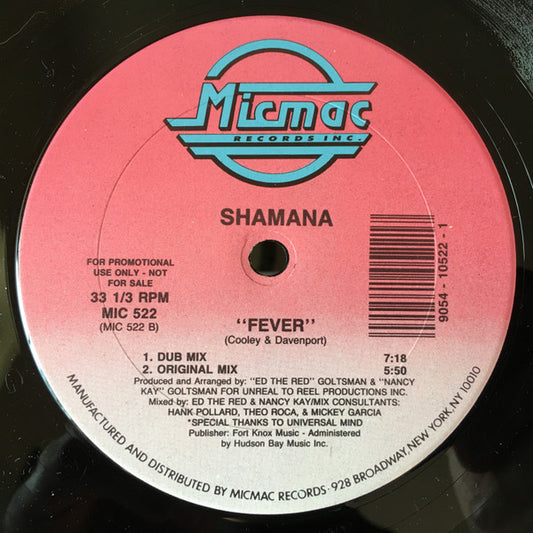 Micmac
RECORDS INC.
SHAMANA
FOR PROMOTIONAL
USE ONLY - NOT
FOR SALE
33 1/3 RPM
MIC 522
(MIC 522 B)
9054 - 10522 - 1
"FEVER"
(Cooley & Davenport)
1. DUB MIX 7:18
2. ORIGINAL MIX 5:50
Produced and Arranged by: "ED THE RED" GOLTSMAN & "NANCY
KAY" GOLTSMAN FOR UNREAL TO REEL PRODUCTIONS INC.
Mixed by: ED THE RED & NANCY KAY/MIX CONSULTANTS:
HANK POLLARD, THEO ROCA, & MICKEY GARCIA
*SPECIAL THANKS TO UNIVERSAL MIND
Publisher: Fort Knox Music - Administered
by Hudson Bay Music Inc.
MANUFACTURED AND DISTRIBUTED BY MICMAC RECORDS · 928 BROADWAY, NEW YORK, NY 10010